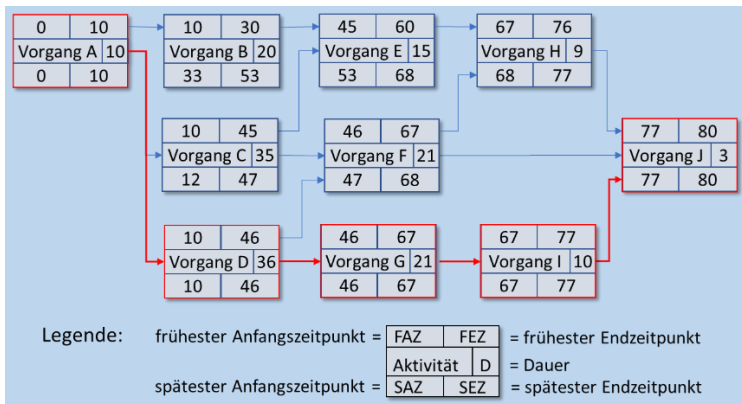 0 10
Vorgang A 10
0 10
10 30
Vorgang B 20
33 53
45 60
Vorgang E 15
53 68
67 76
Vorgang H 9
68 77
10 45
Vorgang C 35
12 47
46 67
Vorgang F 21
47 68
77 80
Vorgang J 3
77 80
10 46
Vorgang D 36
10 46
46 67
Vorgang G 21
46 67
67 77
Vorgang I 10
67 77
Legende: frühester Anfangszeitpunkt = FAZ FEZ = frühester Endzeitpunkt
Aktivität D = Dauer
spätester Anfangszeitpunkt = SAZ SEZ = spätester Endzeitpunkt